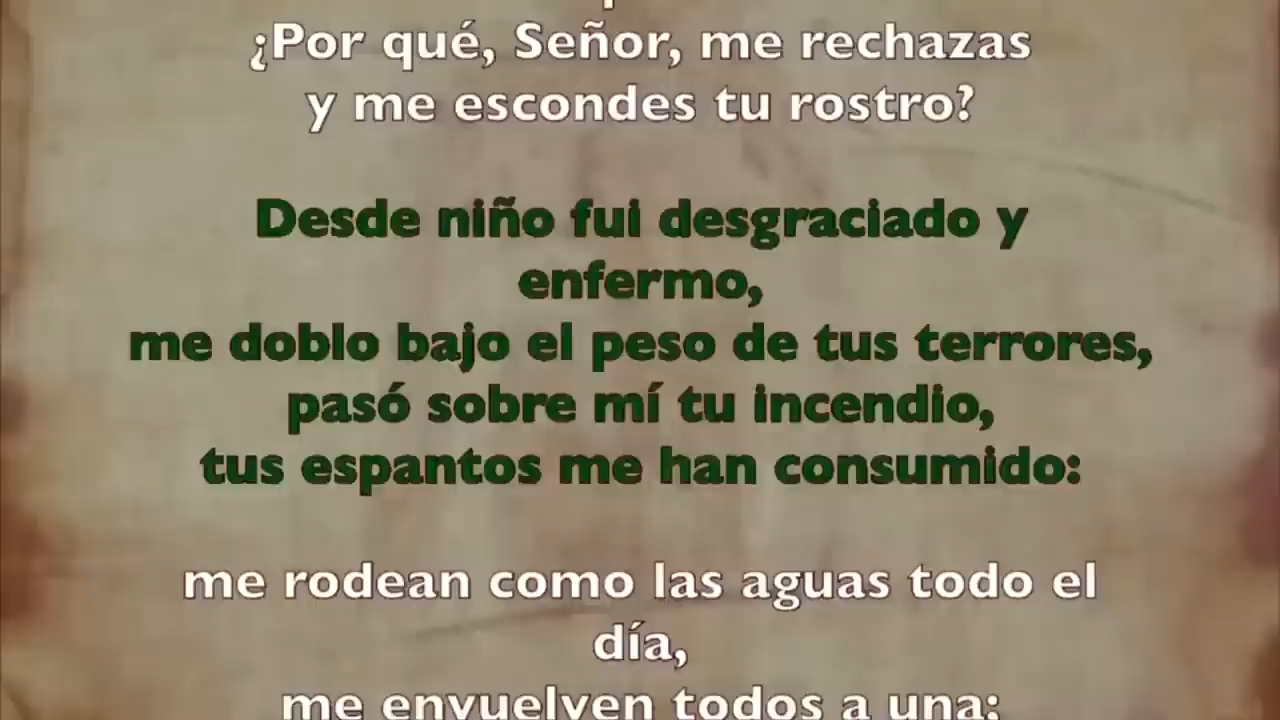 ¿Por qué, Señor, me rechazas
y me escondes tu rostro?
Desde niño fui desgraciado y
enfermo,
me doblo bajo el peso de tus terrores,
pasó sobre mí tu incendio,
tus espantos me han consumido:
me rodean como las aguas todo el
día,
me envuelven todos a una;